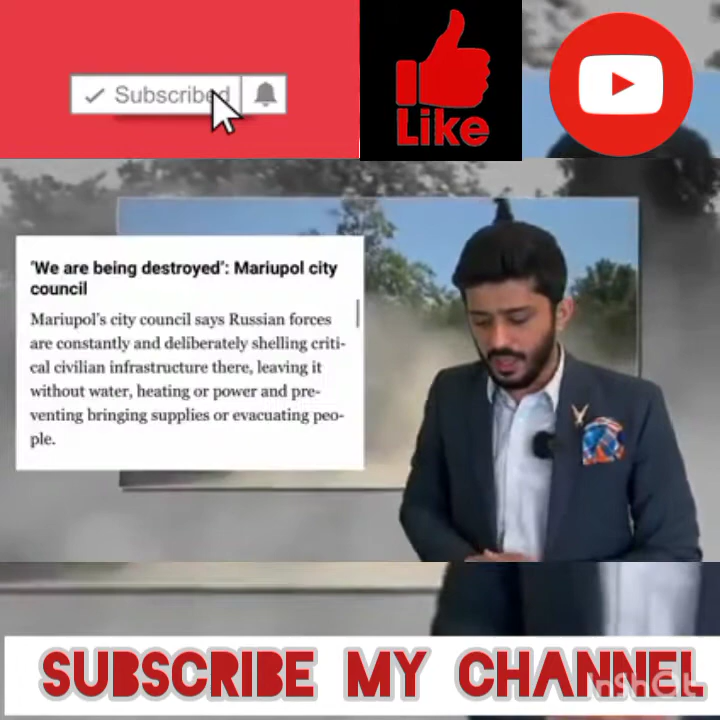 Subscribed
Like
'We are being destroyed': Mariupol city
council
Mariupol's city council says Russian forces
are constantly and deliberately shelling criti-
cal civilian infrastructure there, leaving it
without water, heating or power and pre-
venting bringing supplies or evacuating peo-
ple.
SUBSCRIBE MY CHANNEL
InShOt